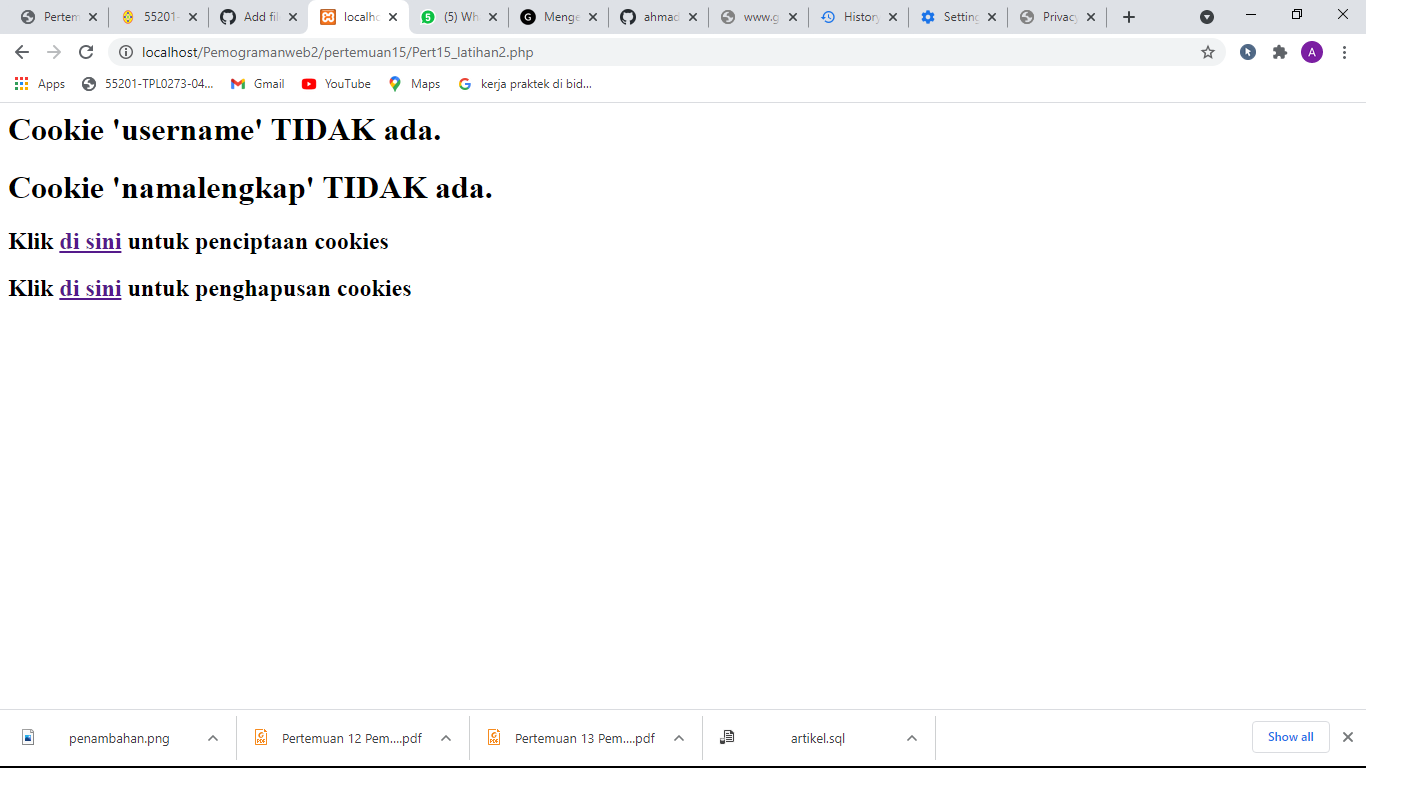 Pertem 55201- Add fil localho (5) Wh Menge ahmad www.g History Setting Privacy
localhost/Pemogramanweb2/pertemuan15/Pert15_latihan2.php A
Apps 55201-TPL0273-04... Gmail YouTube Maps kerja praktek di bid...
Cookie 'username' TIDAK ada.
Cookie 'namalengkap' TIDAK ada.
Klik di sini untuk penciptaan cookies
Klik di sini untuk penghapusan cookies
penambahan.png Pertemuan 12 Pem....pdf Pertemuan 13 Pem....pdf artikel.sql Show all